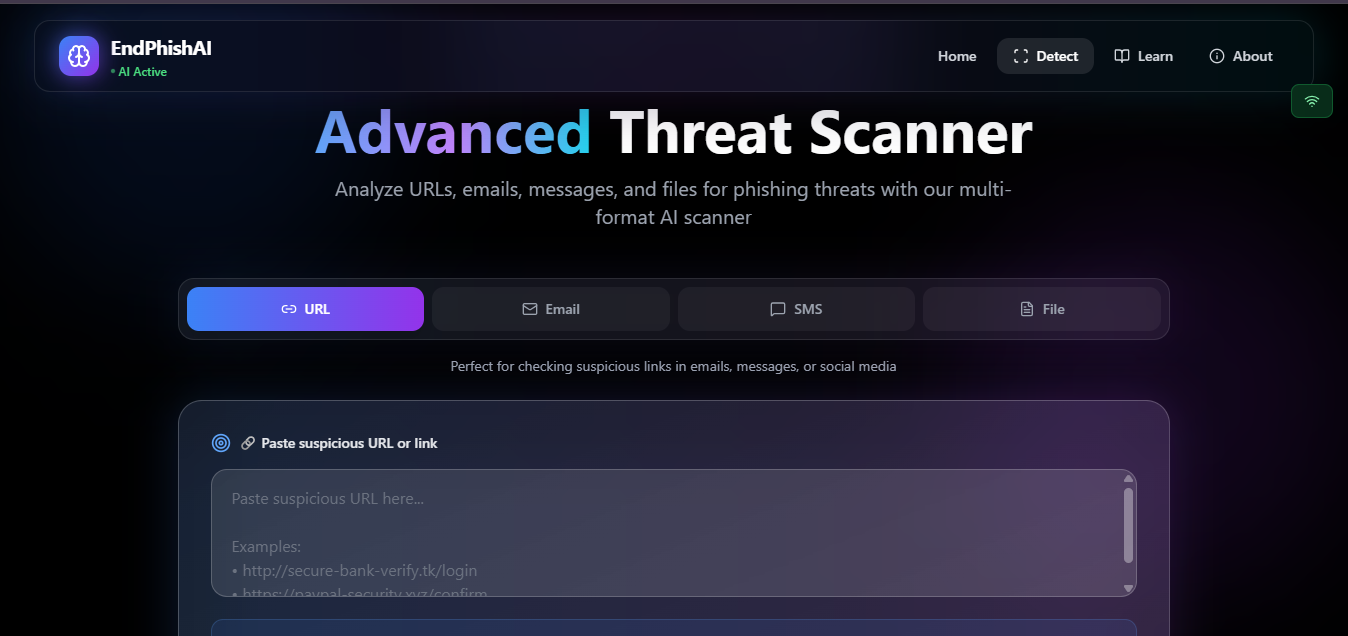 EndPhishAI
• AI Active
Home
Detect
Learn
About
Advanced Threat Scanner
Analyze URLs, emails, messages, and files for phishing threats with our multi-
format AI scanner
URL
Email
SMS
File
Perfect for checking suspicious links in emails, messages, or social media
Paste suspicious URL or link
Paste suspicious URL here...
Examples:
• http://secure-bank-verify.tk/login
• https://paypal-security.xyz/confirm